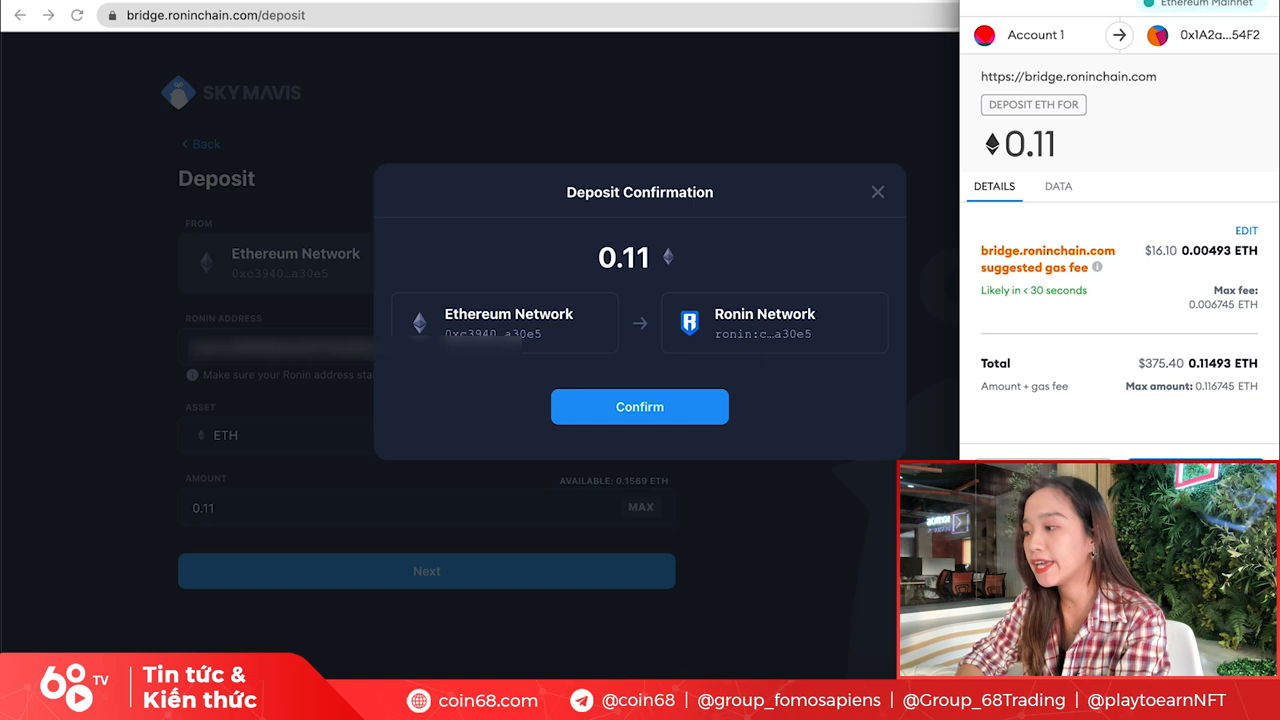 bridge.roninchain.com/deposit
SKY MAVIS
Back
Deposit
FROM
Ethereum Network
0xc3940…a30e5
RONIN ADDRESS
Make sure your Ronin address sta
ASSET
ETH
AMOUNT
AVAILABLE: 0.1569 ETH
0.11
MAX
Next
Deposit Confirmation
0.11
Ethereum Network
0xc3940…a30e5
Ronin Network
ronin:c…a30e5
Confirm
Ethereum Mainnet
Account 1
0x1A2a...54F2
https://bridge.roninchain.com
DEPOSIT ETH FOR
0.11
DETAILS
DATA
EDIT
bridge.roninchain.com
suggested gas fee
$16.10 0.00493 ETH
Likely in < 30 seconds
Max fee:
0.006745 ETH
Total
$375.40 0.11493 ETH
Amount + gas fee
Max amount: 0.116745 ETH
68 TV
Tin tức &
Kiến thức
coin68.com
@coin68 | @group_fomosapiens | @Group_68Trading | @playtoearnNFT